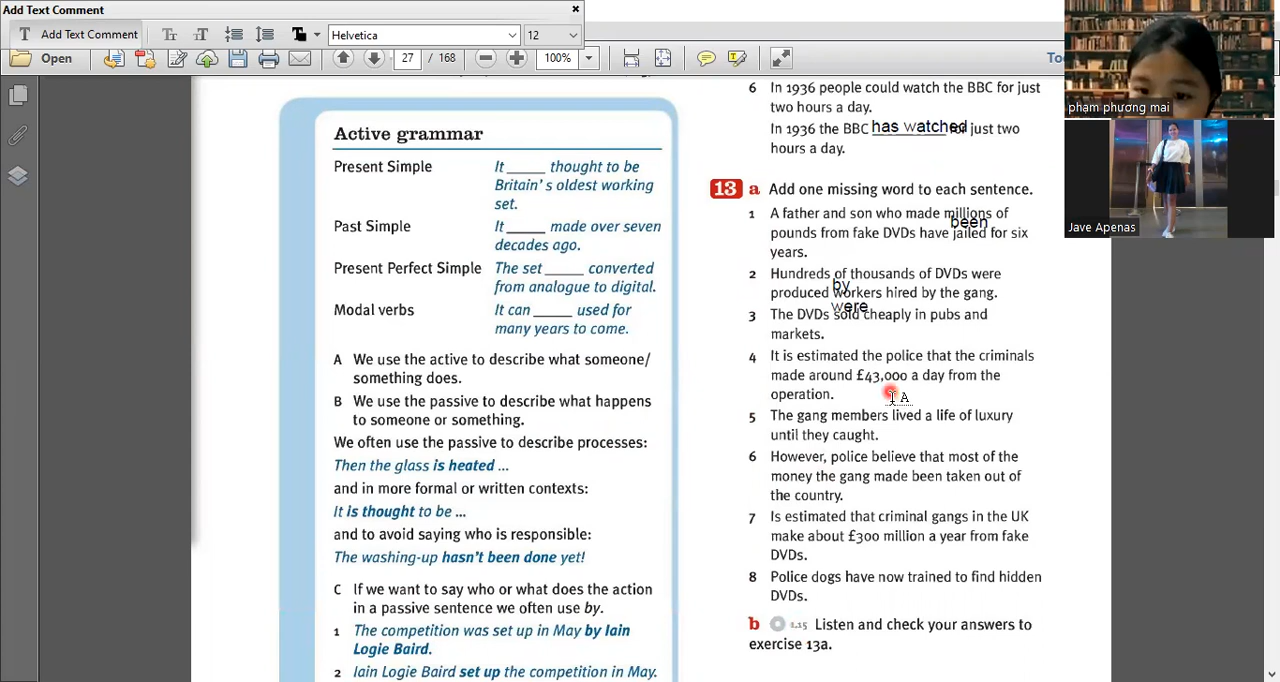 Add Text Comment
Add Text Comment
Helvetica
12
Open
27 / 168
100%
phạm phương mai
Jave Apenas
Active grammar
Present Simple It ____ thought to be
Britain's oldest working
set.
Past Simple It ____ made over seven
decades ago.
Present Perfect Simple The set ____ converted
from analogue to digital.
Modal verbs It can ____ used for
many years to come.
A We use the active to describe what someone/
something does.
B We use the passive to describe what happens
to someone or something.
We often use the passive to describe processes:
Then the glass is heated ...
and in more formal or written contexts:
It is thought to be ...
and to avoid saying who is responsible:
The washing-up hasn't been done yet!
C If we want to say who or what does the action
in a passive sentence we often use by.
1 The competition was set up in May by Iain
Logie Baird.
2 Iain Logie Baird set up the competition in May.
6 In 1936 people could watch the BBC for just
two hours a day.
In 1936 the BBC has watched for just two
hours a day.
13 a Add one missing word to each sentence.
1 A father and son who made millions of
been
pounds from fake DVDs have jailed for six
years.
2 Hundreds of thousands of DVDs were
by
produced workers hired by the gang.
were
3 The DVDs sold cheaply in pubs and
markets.
4 It is estimated the police that the criminals
made around £43,000 a day from the
operation.
A
5 The gang members lived a life of luxury
until they caught.
6 However, police believe that most of the
money the gang made been taken out of
the country.
7 Is estimated that criminal gangs in the UK
make about £300 million a year from fake
DVDs.
8 Police dogs have now trained to find hidden
DVDs.
b 1.15 Listen and check your answers to
exercise 13a.